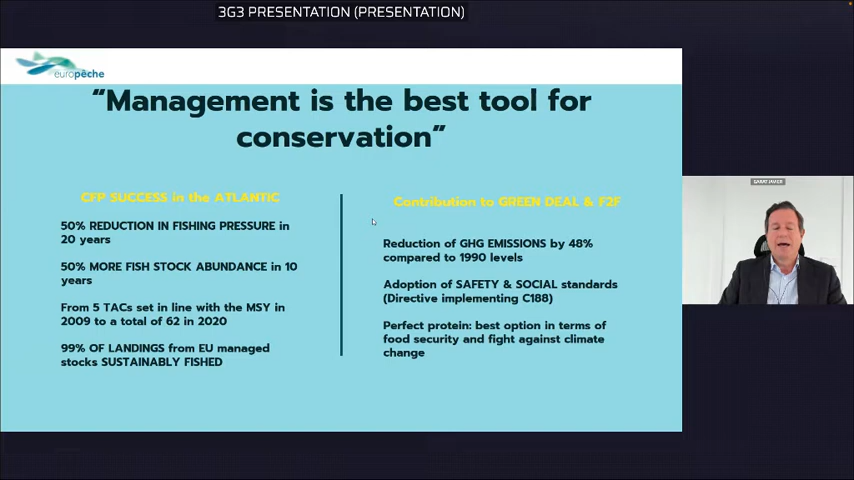 3G3 PRESENTATION (PRESENTATION)
europêche
“Management is the best tool for
conservation”
CFP SUCCESS in the ATLANTIC
50% REDUCTION IN FISHING PRESSURE in
20 years
50% MORE FISH STOCK ABUNDANCE in 10
years
From 5 TACs set in line with the MSY in
2009 to a total of 62 in 2020
99% OF LANDINGS from EU managed
stocks SUSTAINABLY FISHED
Contribution to GREEN DEAL & F2F
Reduction of GHG EMISSIONS by 48%
compared to 1990 levels
Adoption of SAFETY & SOCIAL standards
(Directive implementing C188)
Perfect protein: best option in terms of
food security and fight against climate
change
GARAT JAVIER